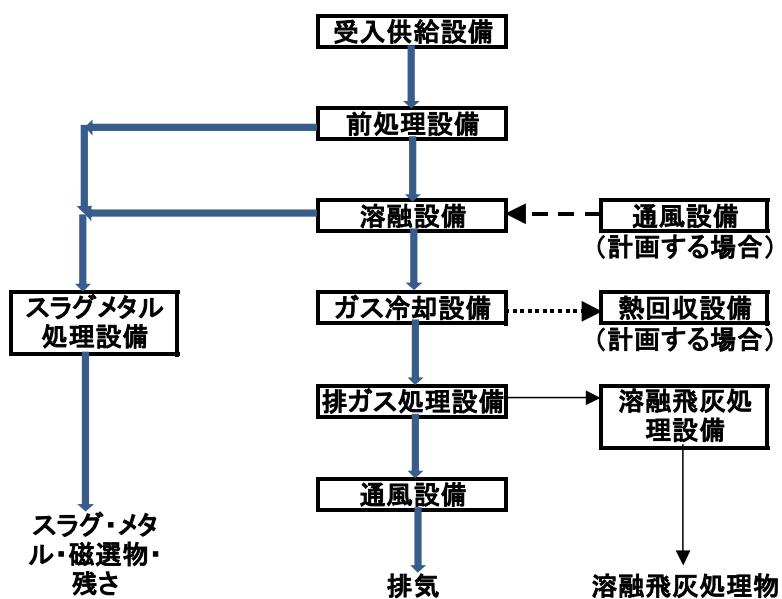 受入供給設備
前処理設備
溶融設備
通風設備
(計画する場合)
スラグメタル
処理設備
ガス冷却設備
熱回収設備
(計画する場合)
排ガス処理設備
溶融飛灰処
理設備
通風設備
スラグ・メタ
ル・磁選物・
残さ
排気
溶融飛灰処理物